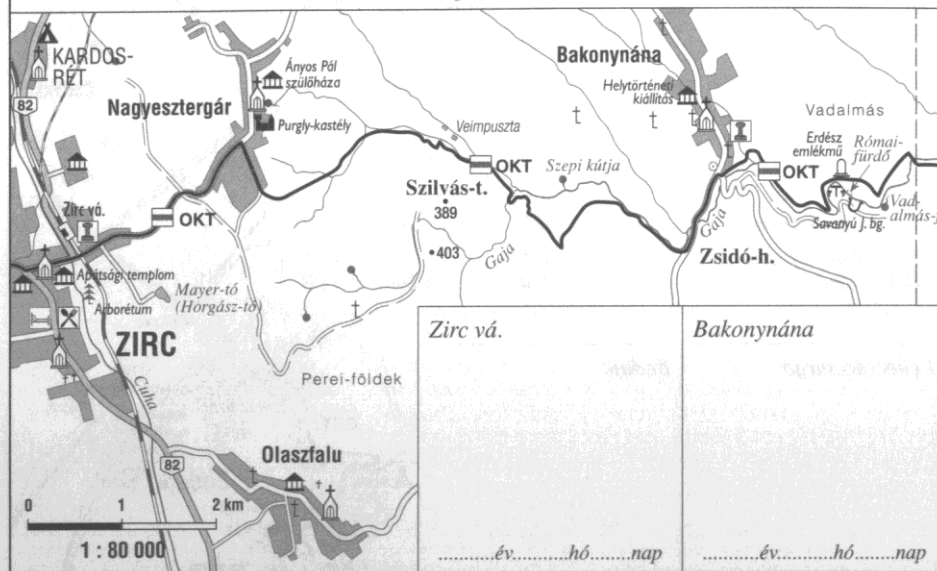 KARDOS-
RÉT
82
Nagyesztergár
Ányos Pál
szülőháza
Purgly-kastély
Bakonynána
Helytörténeti
kiállítás
Vadalmás
Erdész
emlékmű
Római-
fürdő
Veimpuszta
OKT
Szilvás-t.
389
Szepi kútja
OKT
Savanyú J. bg.
Zirc vá.
OKT
403
Gaja
Gaja
Zsidó-h.
Apátsági templom
Arborétum
Mayer-tó
(Horgász-tó)
ZIRC
Cuha
Perei-földek
82
Olaszfalu
0 1 2 km
1 : 80 000
Zirc vá.
..........év..........hó.......nap
Bakonynána
..........év..........hó.......nap